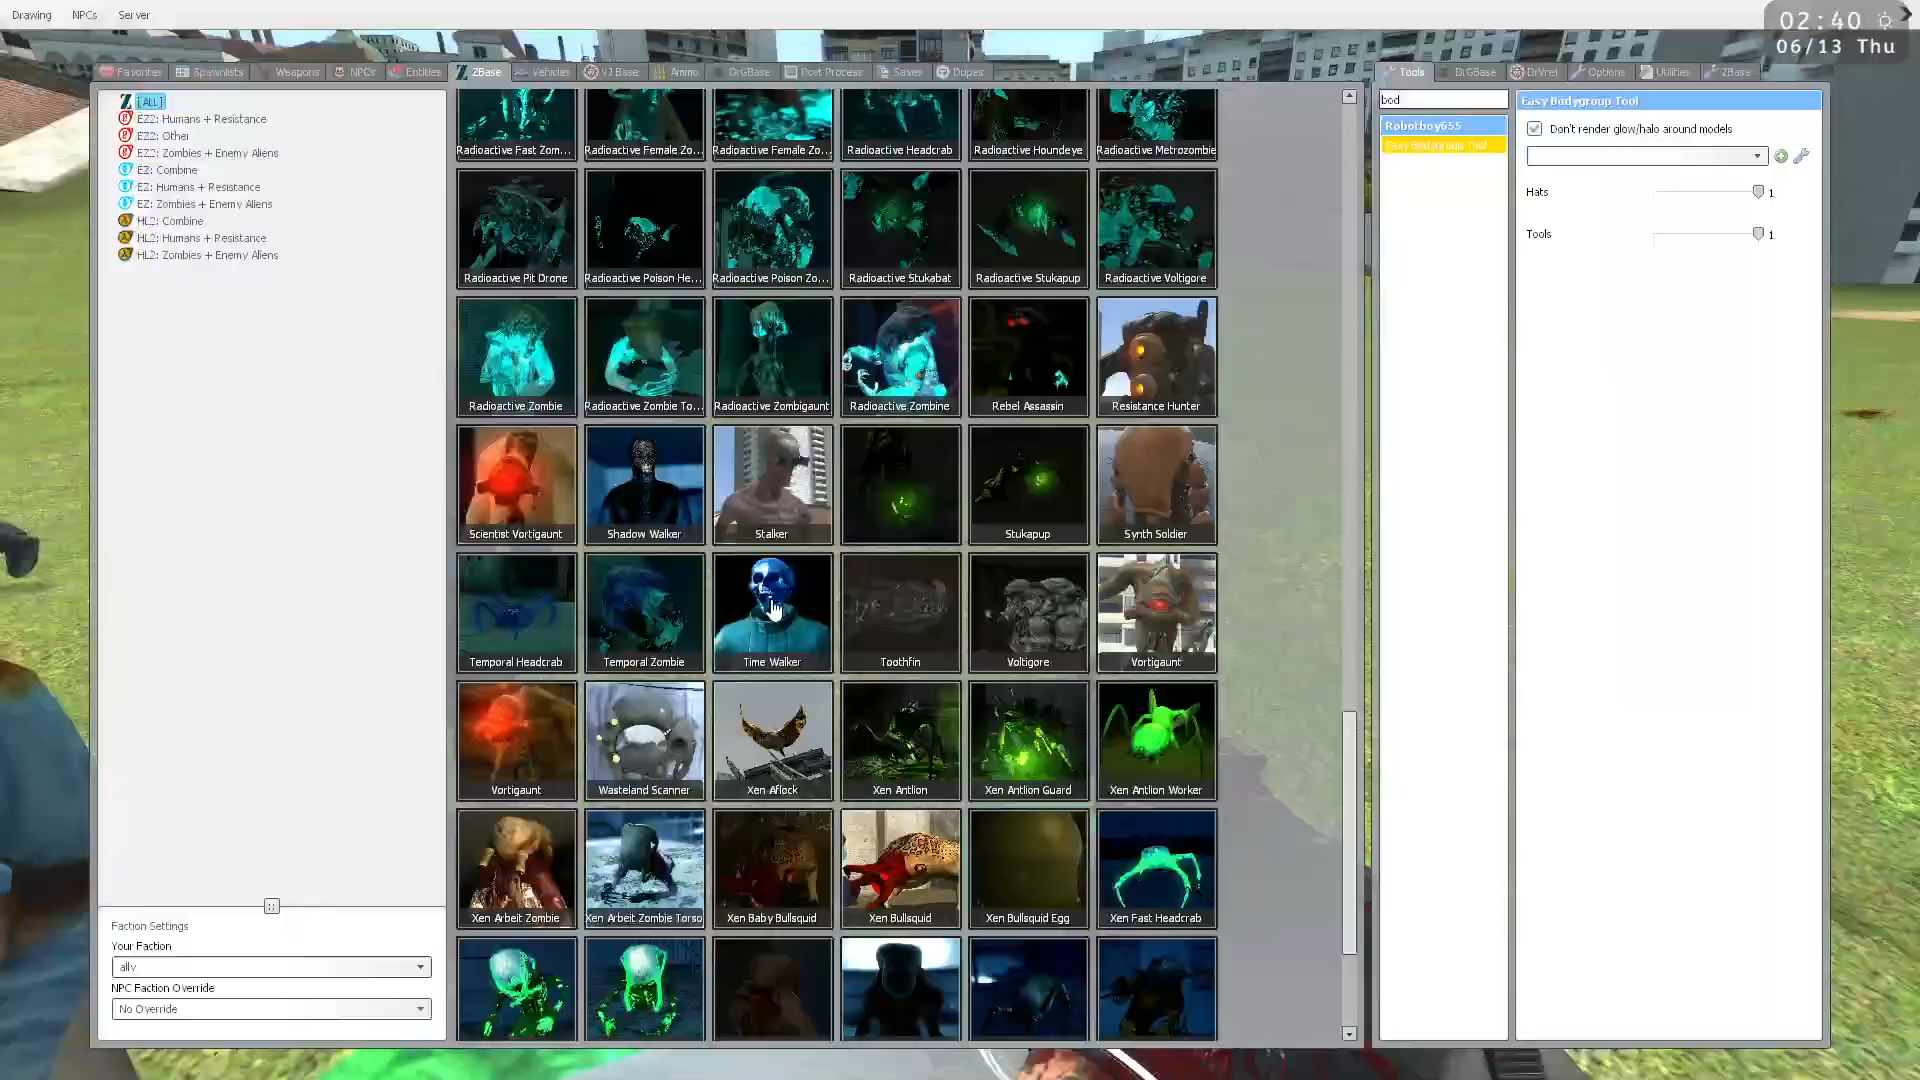 Drawing NPCs Server
02:40
06/13 Thu
Favorites Spawnlists Weapons NPCs Entities ZBase Vehicles VJ Base Ammo DrGBase Post Process Saves Dupes
Tools DrGBase DrVrej Options Utilities ZBase
[ALL]
EZ2: Humans + Resistance
EZ2: Other
EZ2: Zombies + Enemy Aliens
EZ: Combine
EZ: Humans + Resistance
EZ: Zombies + Enemy Aliens
HL2: Combine
HL2: Humans + Resistance
HL2: Zombies + Enemy Aliens
Faction Settings
Your Faction
ally
NPC Faction Override
No Override
Radioactive Fast Zom... Radioactive Female Zo... Radioactive Female Zo... Radioactive Headcrab Radioactive Houndeye Radioactive Metrozombie
Radioactive Pit Drone Radioactive Poison He... Radioactive Poison Zo... Radioactive Stukabat Radioactive Stukapup Radioactive Voltigore
Radioactive Zombie Radioactive Zombie To... Radioactive Zombigaunt Radioactive Zombine Rebel Assassin Resistance Hunter
Scientist Vortigaunt Shadow Walker Stalker Stukapup Synth Soldier
Temporal Headcrab Temporal Zombie Time Walker Toothfin Voltigore Vortigaunt
Vortigaunt Wasteland Scanner Xen Aflock Xen Antlion Xen Antlion Guard Xen Antlion Worker
Xen Arbeit Zombie Xen Arbeit Zombie Torso Xen Baby Bullsquid Xen Bullsquid Xen Bullsquid Egg Xen Fast Headcrab
bod
Robotboy655
Easy Bodygroup Tool
Easy Bodygroup Tool
Don't render glow/halo around models
Hats 1
Tools 1